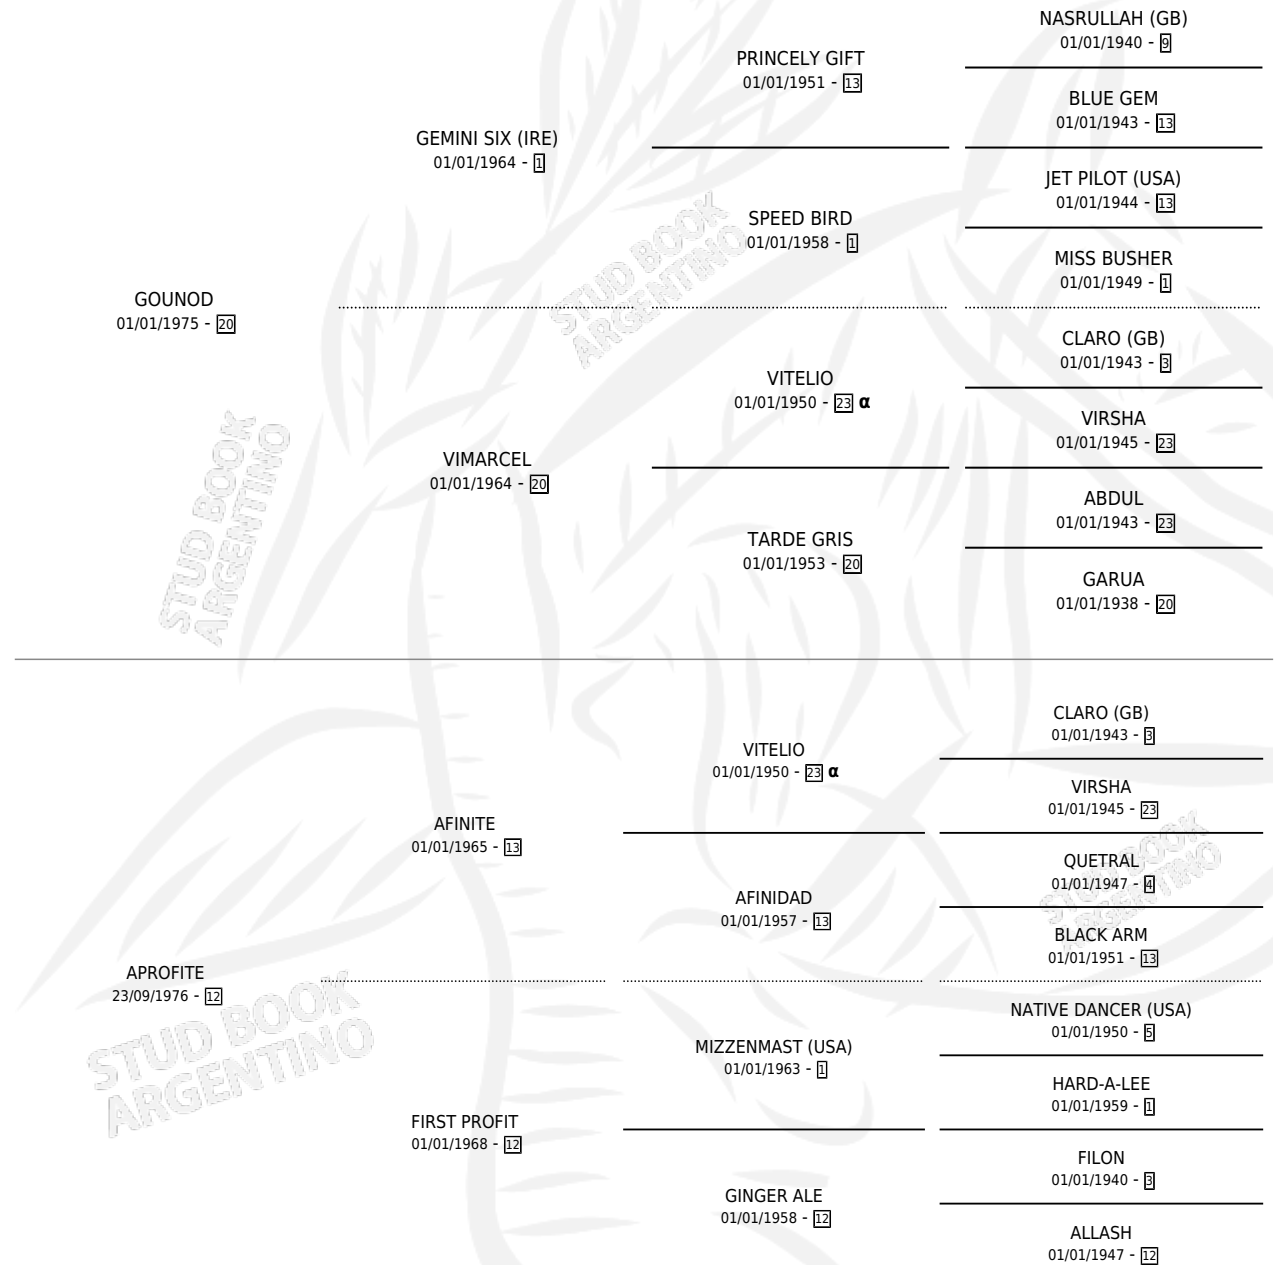 NASRULLAH (GB)
01/01/1940 - 9
PRINCELY GIFT
01/01/1951 - 13
BLUE GEM
01/01/1943 - 13
GEMINI SIX (IRE)
01/01/1964 - 1
JET PILOT (USA)
01/01/1944 - 13
SPEED BIRD
01/01/1958 - 1
MISS BUSHER
01/01/1949 - 1
STUD BOOK
ARGENTINO
GOUNOD
01/01/1975 - 20
CLARO (GB)
01/01/1943 - 3
VITELIO
01/01/1950 - 23 α
VIRSHA
01/01/1945 - 23
VIMARCEL
01/01/1964 - 20
ABDUL
01/01/1943 - 23
TARDE GRIS
01/01/1953 - 20
GARUA
01/01/1938 - 20
STUD BOOK
ARGENTINO
CLARO (GB)
01/01/1943 - 3
VITELIO
01/01/1950 - 23 α
VIRSHA
01/01/1945 - 23
AFINITE
01/01/1965 - 13
QUETRAL
01/01/1947 - 4
AFINIDAD
01/01/1957 - 13
BLACK ARM
01/01/1951 - 13
STUD BOOK
ARGENTINO
APROFITE
23/09/1976 - 12
NATIVE DANCER (USA)
01/01/1950 - 5
MIZZENMAST (USA)
01/01/1963 - 1
HARD-A-LEE
01/01/1959 - 1
STUD BOOK
ARGENTINO
FIRST PROFIT
01/01/1968 - 12
FILON
01/01/1940 - 3
GINGER ALE
01/01/1958 - 12
ALLASH
01/01/1947 - 12